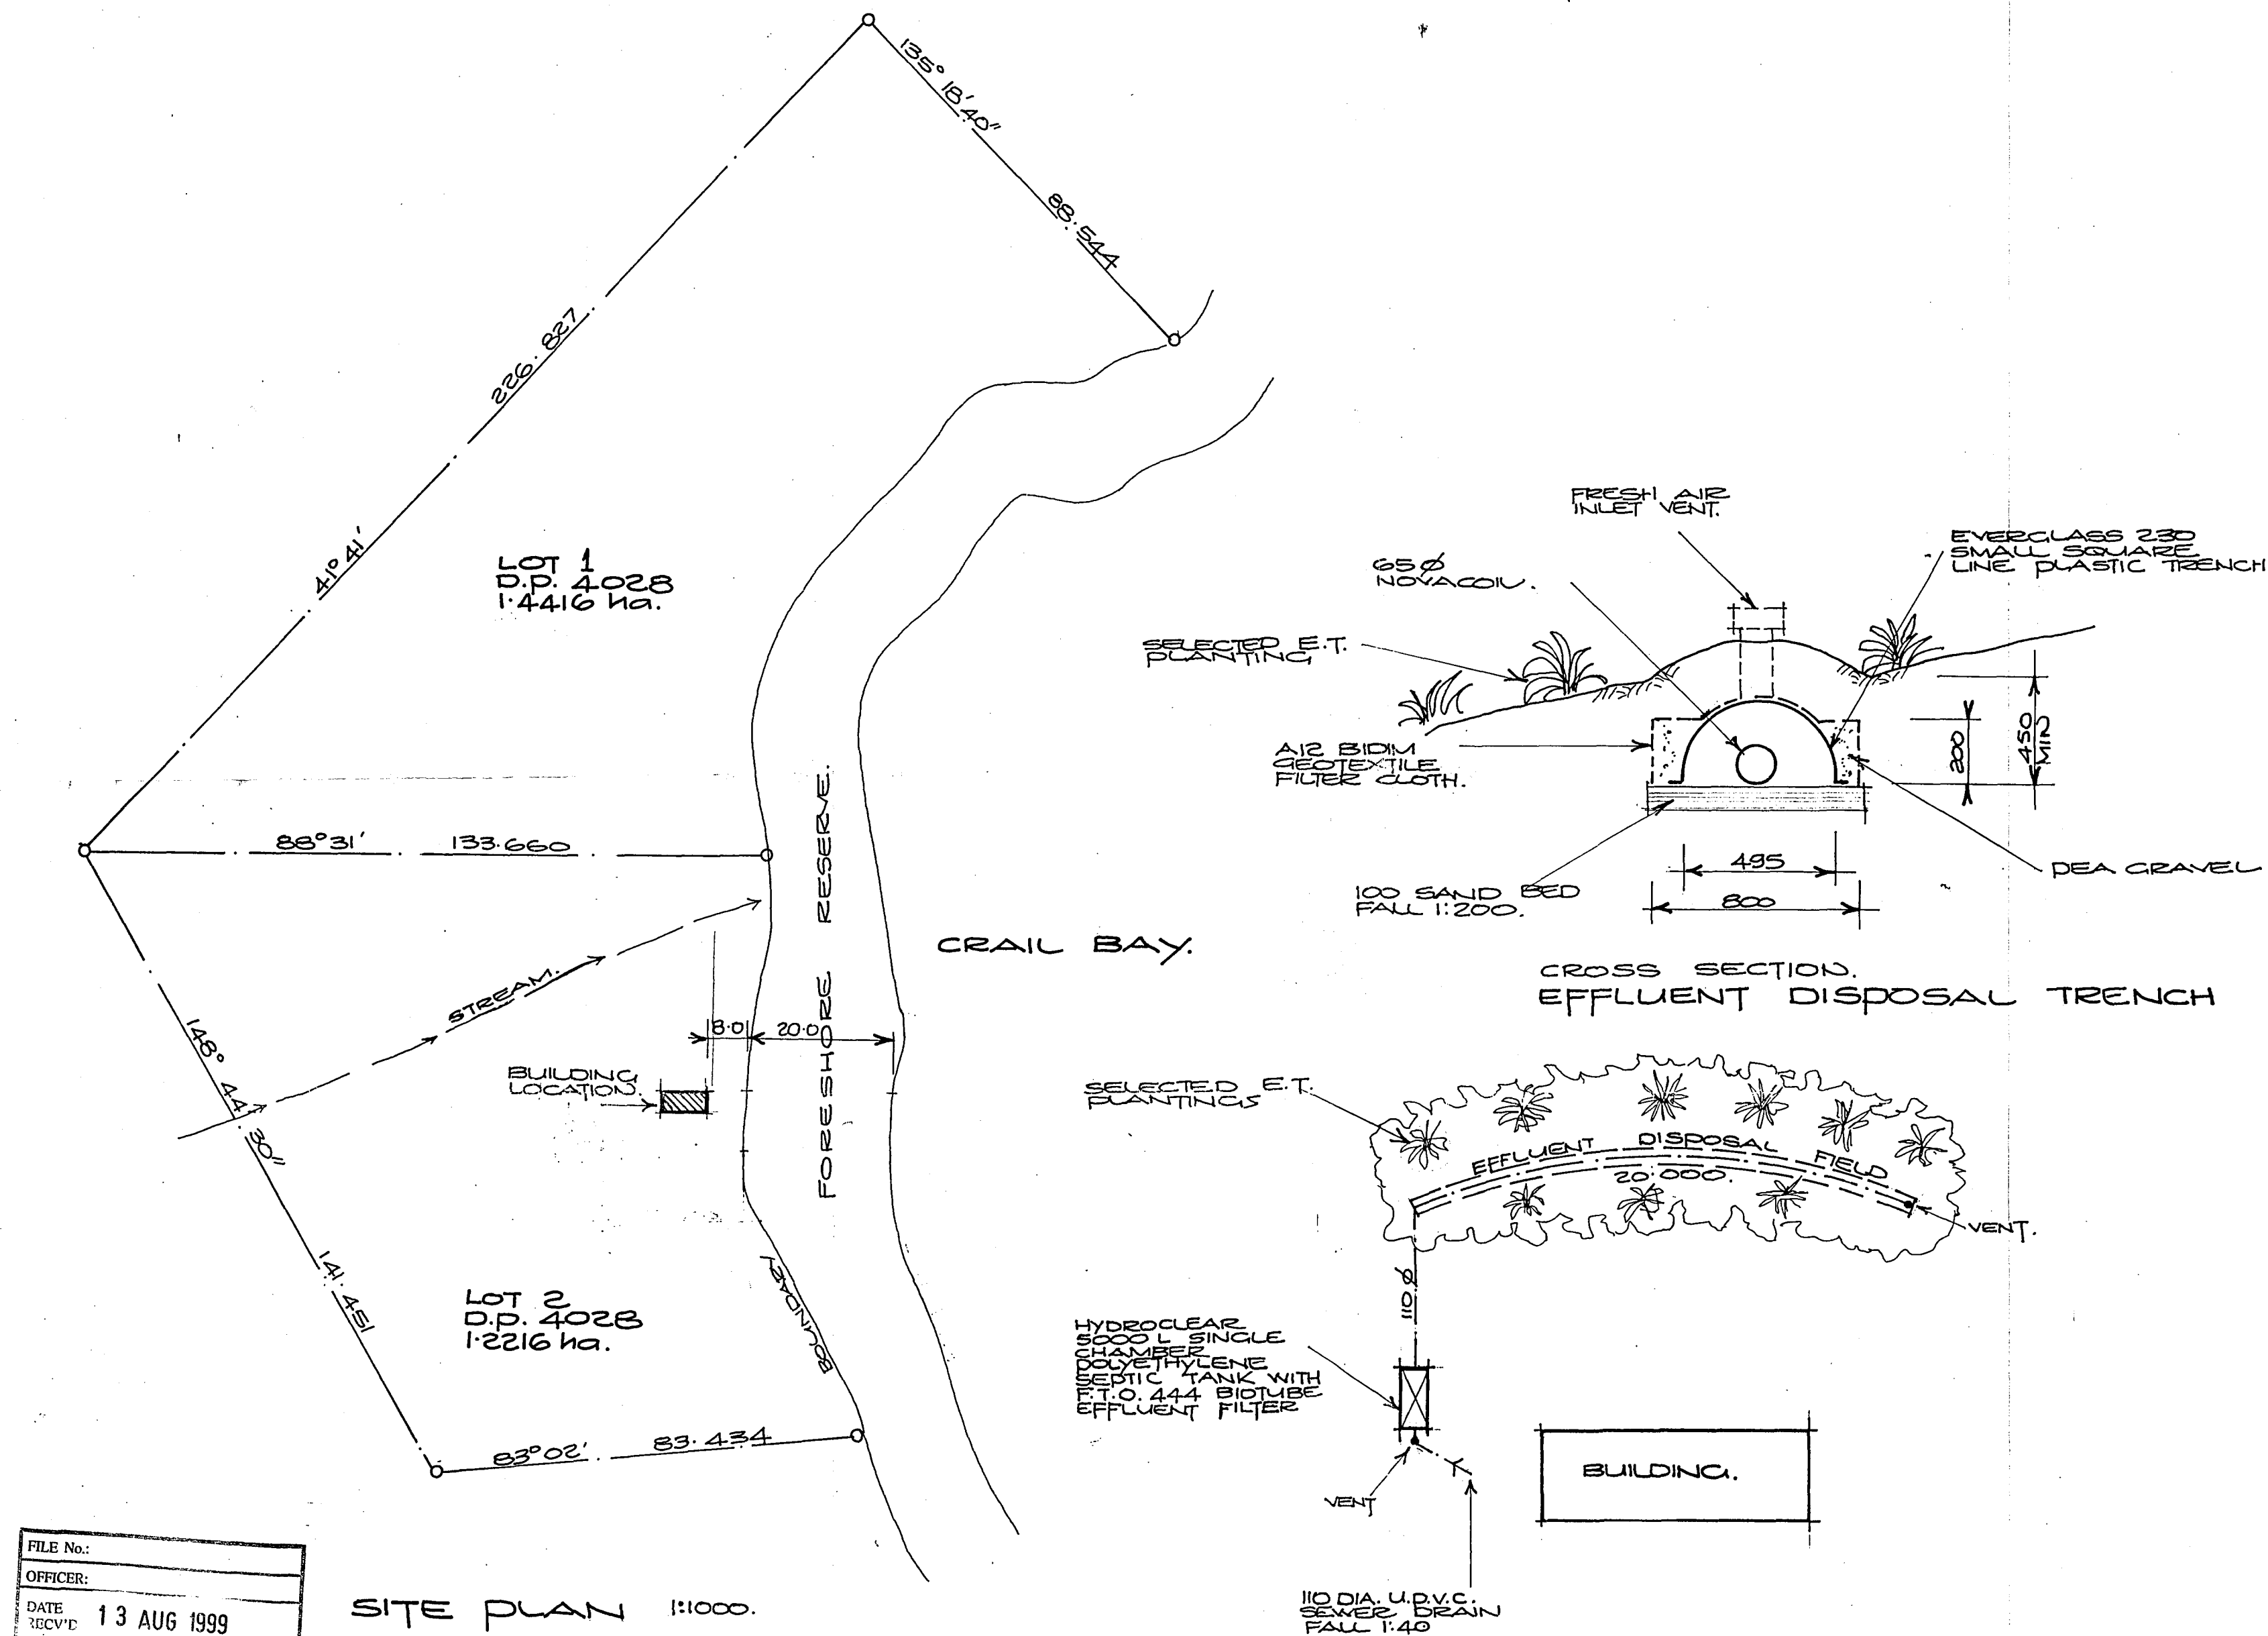 135° 18' 40"
88.544
226.827
41° 41'
LOT 1
D.P. 4028
1.4416 ha.
88° 31' 133.660
STREAM.
148° 44' 30"
141.451
BUILDING
LOCATION.
8.0 20.0
FORESHORE RESERVE.
CRAIL BAY.
BOUNDARY
LOT 2
D.P. 4028
1.2216 ha.
83° 02' 83.434
FILE No.:
OFFICER:
DATE
RECV'D 13 AUG 1999
SITE PLAN 1:1000.
FRESH AIR
INLET VENT.
65 Ø
NOVACOIL.
EVERGLASS 230
SMALL SQUARE
LINE PLASTIC TRENCH
SELECTED E.T.
PLANTING
A12 BIDIM
GEOTEXTILE
FILTER CLOTH.
200
450
MIN
495
800
PEA GRAVEL
100 SAND BED
FALL 1:200.
CROSS SECTION.
EFFLUENT DISPOSAL TRENCH
SELECTED E.T.
PLANTINGS
EFFLUENT DISPOSAL FIELD
20.000.
VENT.
110 Ø
HYDROCLEAR
5000 L SINGLE
CHAMBER
POLYETHYLENE
SEPTIC TANK WITH
F.T.O. 444 BIOTUBE
EFFLUENT FILTER
VENT
BUILDING.
110 DIA. U.P.V.C.
SEWER DRAIN
FALL 1:40